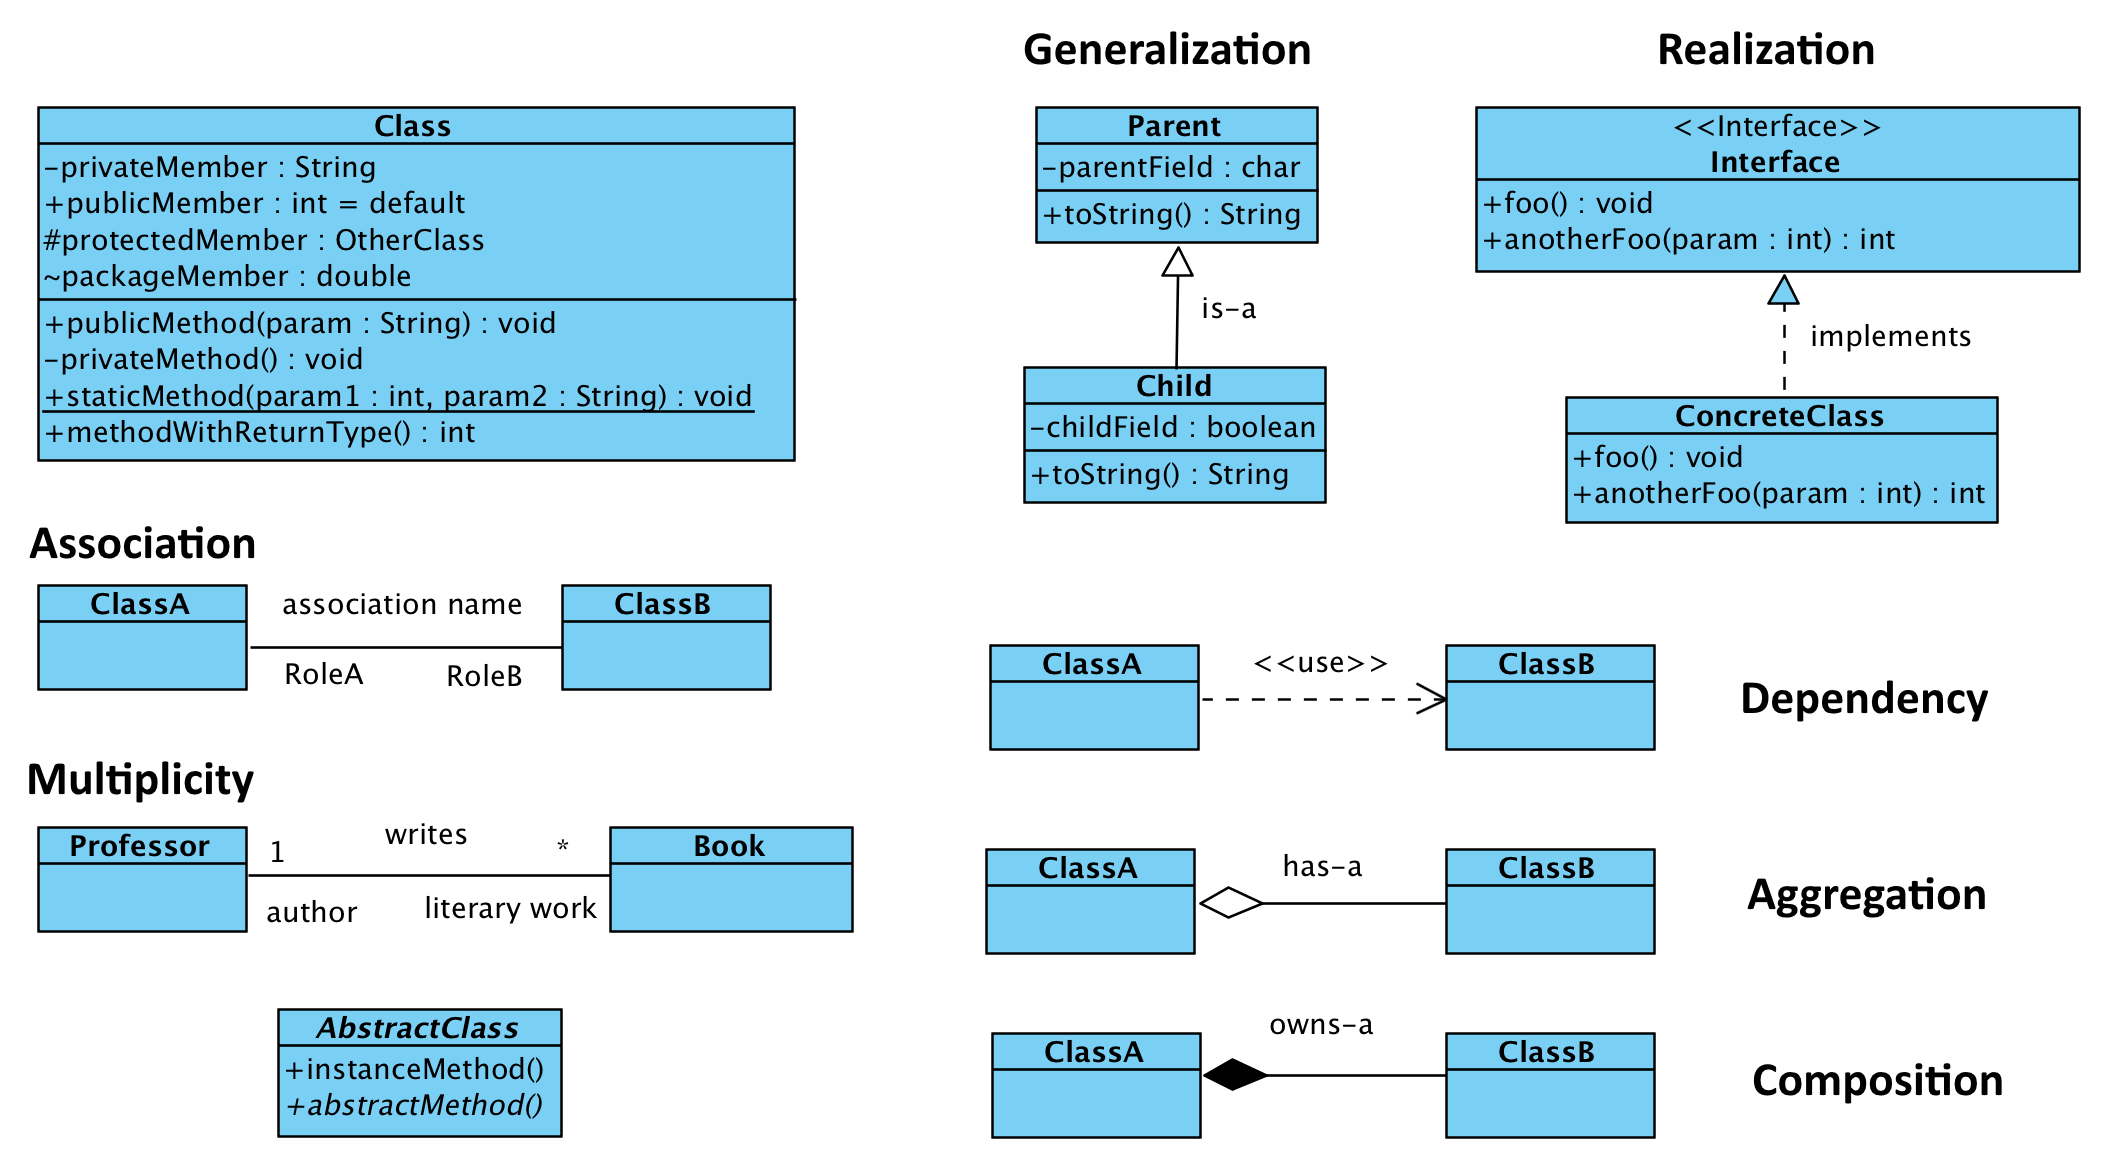 Class
-privateMember : String
+publicMember : int = default
#protectedMember : OtherClass
~packageMember : double
+publicMethod(param : String) : void
-privateMethod() : void
+staticMethod(param1 : int, param2 : String) : void
+methodWithReturnType() : int
Generalization
Parent
-parentField : char
+toString() : String
is-a
Child
-childField : boolean
+toString() : String
Realization
<<Interface>>
Interface
+foo() : void
+anotherFoo(param : int) : int
implements
ConcreteClass
+foo() : void
+anotherFoo(param : int) : int
Association
ClassA
association name
ClassB
RoleA
RoleB
Multiplicity
Professor
1
writes
*
Book
author
literary work
AbstractClass
+instanceMethod()
+abstractMethod()
ClassA
<<use>>
ClassB
Dependency
ClassA
has-a
ClassB
Aggregation
ClassA
owns-a
ClassB
Composition